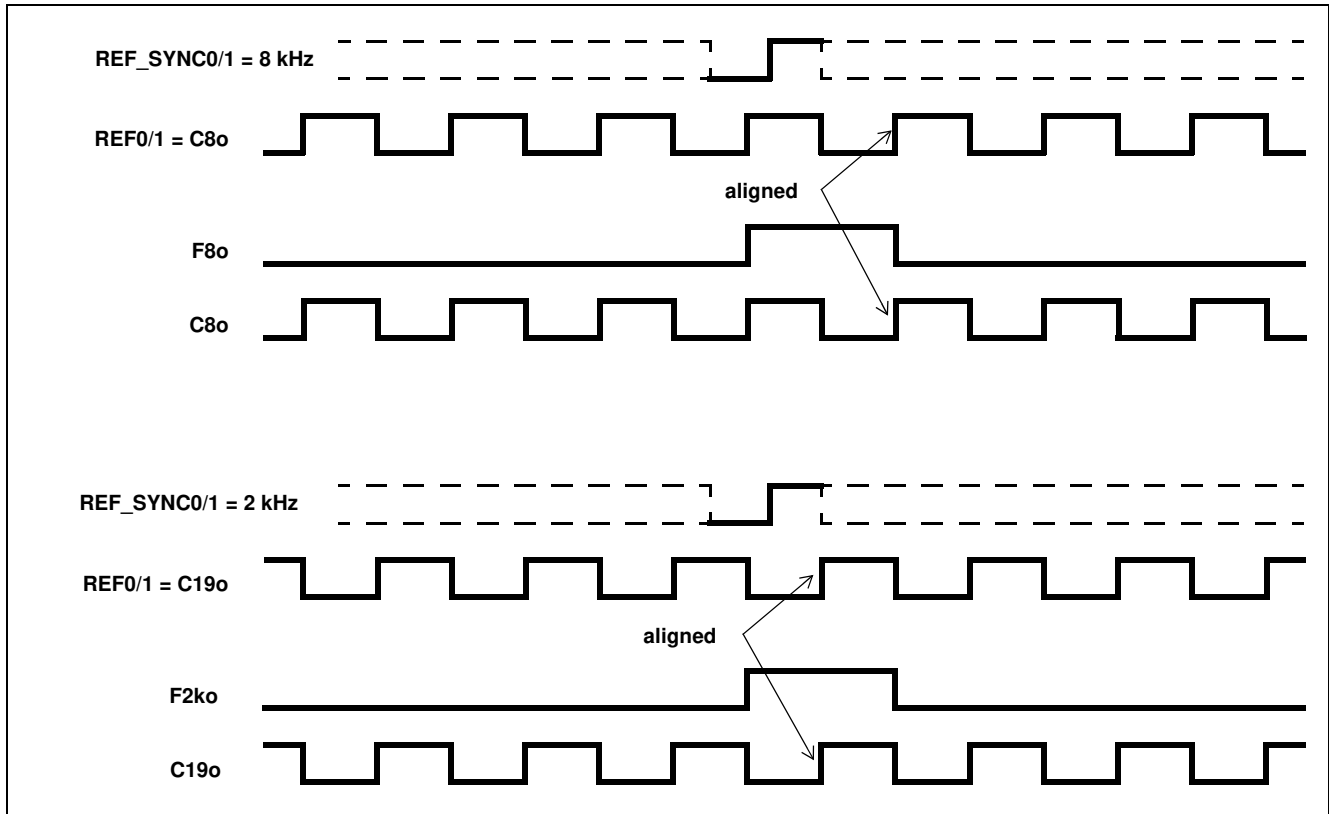 REF_SYNC0/1 = 8 kHz
REF0/1 = C8o
aligned
F8o
C8o
REF_SYNC0/1 = 2 kHz
REF0/1 = C19o
aligned
F2ko
C19o